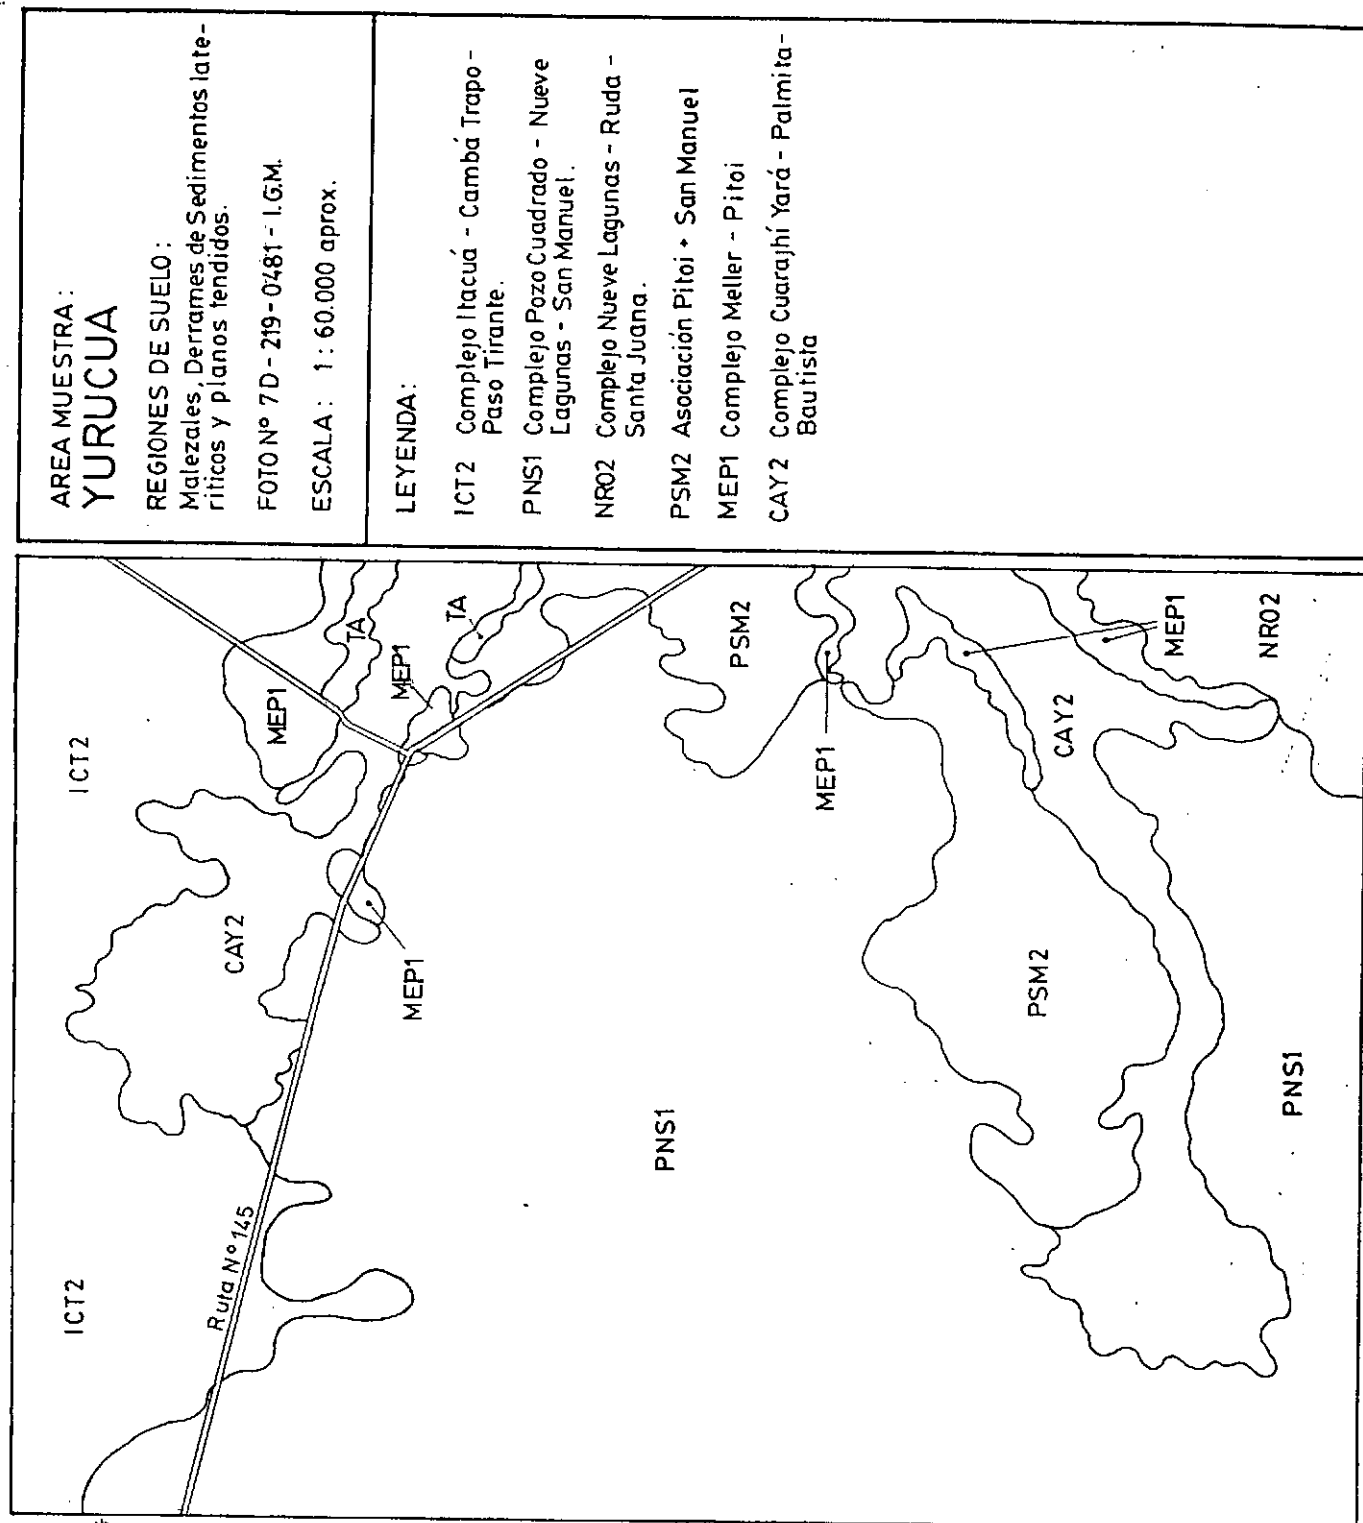 AREA MUESTRA:
YURUCUA
REGIONES DE SUELO:
Malezales, Derrames de Sedimentos late-
riticos y planos tendidos.
FOTO Nº 7D - 219 - 0481 - I.G.M.
ESCALA: 1: 60.000 aprox.
LEYENDA:
ICT2 Complejo Itacuá - Cambá Trapo -
Paso Tirante.
PNS1 Complejo Pozo Cuadrado - Nueve
Lagunas - San Manuel.
NRO2 Complejo Nueve Lagunas - Ruda -
Santa Juana.
PSM2 Asociación Pitoi + San Manuel
MEP1 Complejo Meller - Pitoi
CAY2 Complejo Cuarajhí Yará - Palmita-
Bautista
ICT2
ICT2
Ruta Nº 145
CAY2
MEP1
TA
MEP1
TA
MEP1
PNS1
PSM2
MEP1
PSM2
CAY2
MEP1
NRO2
PNS1